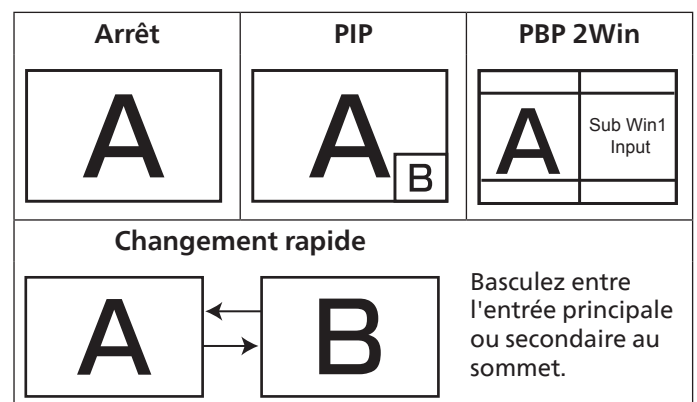 Arrêt
PIP
PBP 2Win
A
A
B
A
Sub Win1
Input
Changement rapide
A
B
Basculez entre
l'entrée principale
ou secondaire au
sommet.